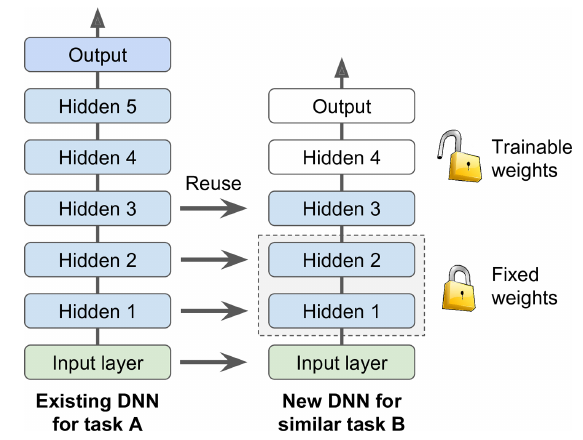 Output
Hidden 5
Hidden 4
Hidden 3
Hidden 2
Hidden 1
Input layer
Existing DNN
for task A
Reuse
Output
Hidden 4
Hidden 3
Hidden 2
Hidden 1
Input layer
New DNN for
similar task B
Trainable
weights
Fixed
weights